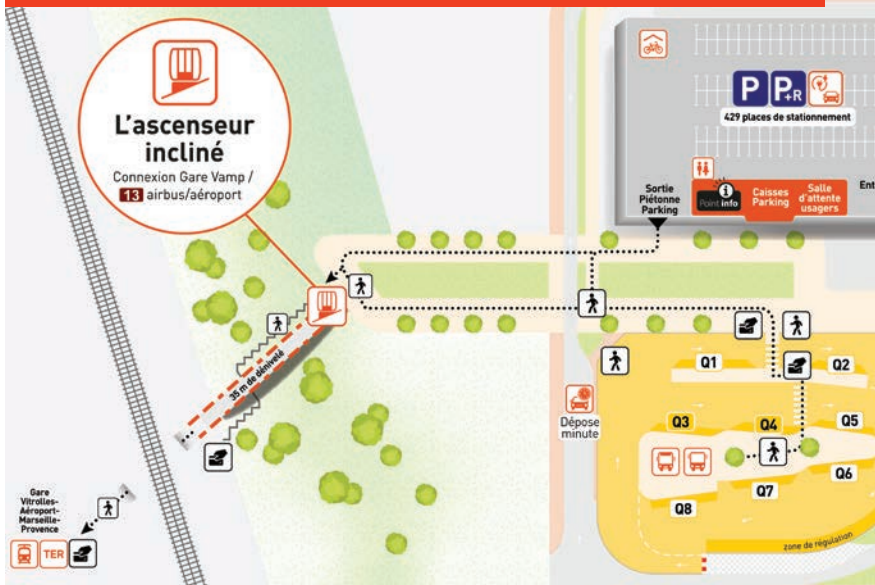 L'ascenseur
incliné
Connexion Gare Vamp /
13 airbus/aéroport
P P+R
429 places de stationnement
Sortie
Piétonne
Parking
i
Point info
Caisses
Parking
Salle
d'attente
usagers
Ent
35 m de dénivelé
Dépose
minute
Q1
Q2
Q3
Q4
Q5
Q6
Q7
Q8
zone de régulation
Gare
Vitrolles-
Aéroport-
Marseille-
Provence
TER